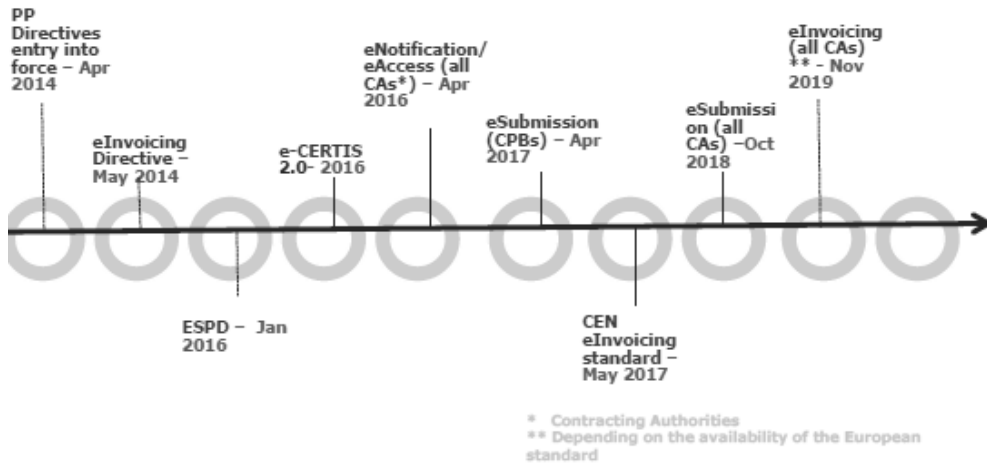 PP
Directives
entry into
force – Apr
2014
eInvoicing
Directive –
May 2014
ESPD – Jan
2016
e-CERTIS
2.0- 2016
eNotification/
eAccess (all
CAs*) – Apr
2016
eSubmission
(CPBs) – Apr
2017
CEN
eInvoicing
standard –
May 2017
eSubmissi
on (all
CAs) –Oct
2018
eInvoicing
(all CAs)
** - Nov
2019
* Contracting Authorities
** Depending on the availability of the European
standard